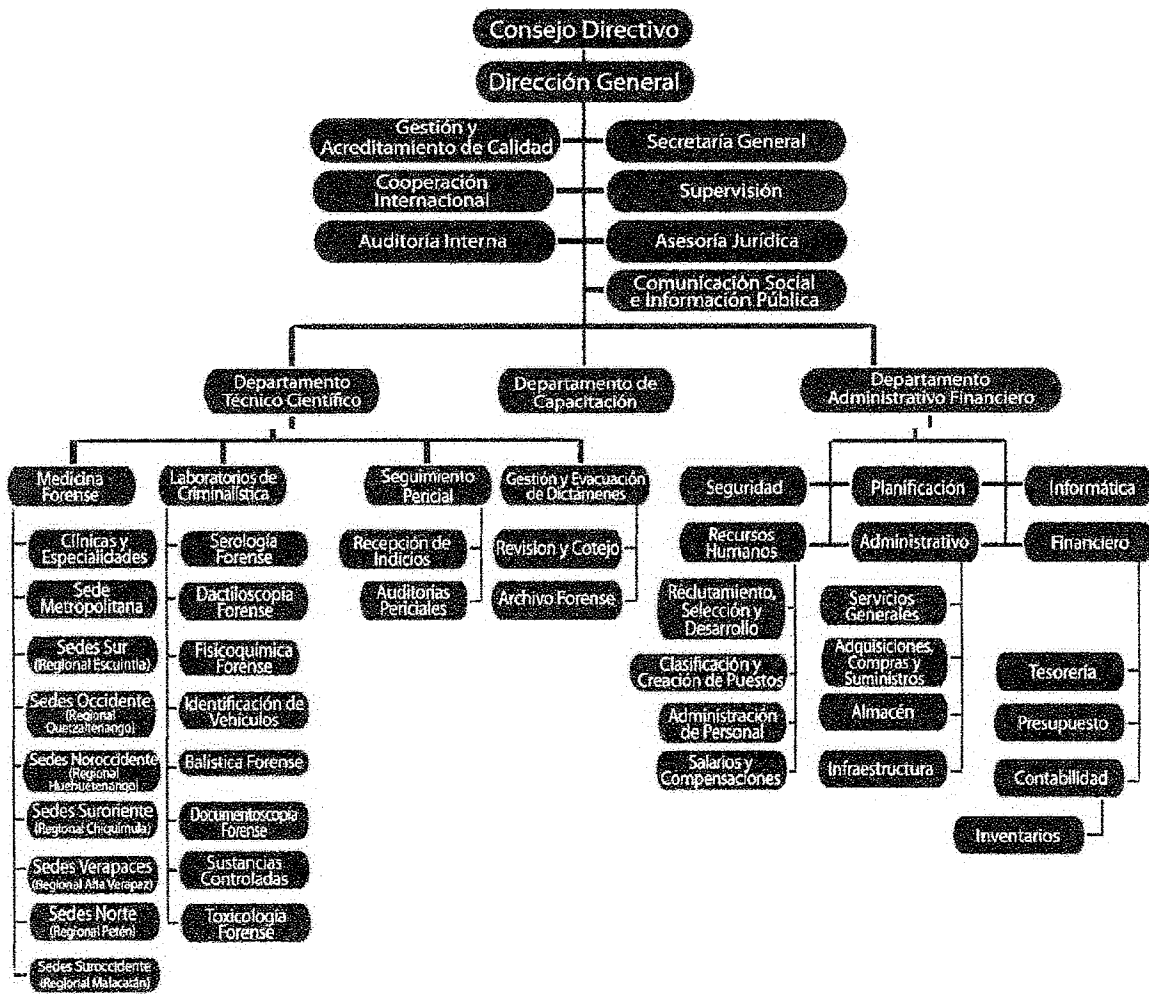 Consejo Directivo
Dirección General
Gestión y
Acreditamiento de Calidad
Secretaría General
Cooperación
Internacional
Supervisión
Auditoría Interna
Asesoría Jurídica
Comunicación Social
e Información Pública
Departamento
Técnico Científico
Departamento de
Capacitación
Departamento
Administrativo Financiero
Medicina
Forense
Clínicas y
Especialidades
Sede
Metropolitana
Sedes Sur
(Regional Escuintla)
Sedes Occidente
(Regional
Quetzaltenango)
Sedes Noroccidente
(Regional
Huehuetenango)
Sedes Suroriente
(Regional Chiquimula)
Sedes Verapaces
(Regional Alta Verapaz)
Sedes Norte
(Regional Petén)
Sedes Suroccidente
(Regional Malacatán)
Laboratorios de
Criminalística
Serología
Forense
Dactiloscopía
Forense
Fisicoquímica
Forense
Identificación de
Vehículos
Balística Forense
Documentoscopía
Forense
Sustancias
Controladas
Toxicología
Forense
Seguimiento
Pericial
Recepción de
Indicios
Auditorías
Periciales
Gestión y Evacuación
de Dictámenes
Revision y Cotejo
Archivo Forense
Seguridad
Planificación
Informática
Recursos
Humanos
Administrativo
Financiero
Reclutamiento,
Selección y
Desarrollo
Clasificación y
Creación de Puestos
Administración
de Personal
Salarios y
Compensaciones
Servicios
Generales
Adquisiciones,
Compras y
Suministros
Almacén
Infraestructura
Tesorería
Presupuesto
Contabilidad
Inventarios